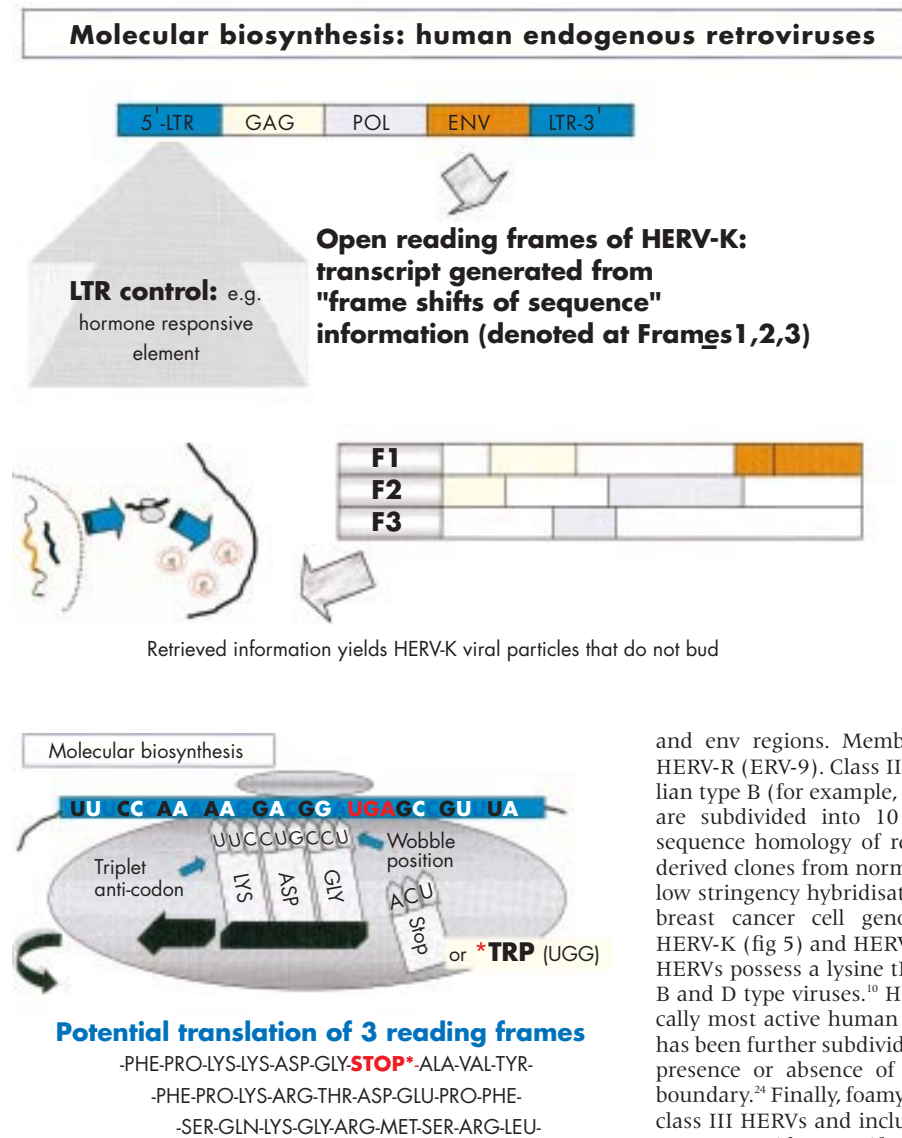 Molecular biosynthesis: human endogenous retroviruses
5'-LTR GAG POL ENV LTR-3'
Open reading frames of HERV-K:
transcript generated from
"frame shifts of sequence"
information (denoted at Frames1,2,3)
LTR control: e.g.
hormone responsive
element
F1
F2
F3
Retrieved information yields HERV-K viral particles that do not bud
Molecular biosynthesis
UUUCCCAAAAAGGACGGAUGAGCCGUUUA
UUCCUGCCU
Wobble
position
Triplet
anti-codon
LYS
ASP
GLY
ACU
Stop
or *TRP (UGG)
Potential translation of 3 reading frames
-PHE-PRO-LYS-LYS-ASP-GLY-STOP*-ALA-VAL-TYR-
-PHE-PRO-LYS-ARG-THR-ASP-GLU-PRO-PHE-
-SER-GLN-LYS-GLY-ARG-MET-SER-ARG-LEU-
and env regions. Memb
HERV-R (ERV-9). Class II
lian type B (for example,
are subdivided into 10
sequence homology of re
derived clones from norm
low stringency hybridisat
breast cancer cell geno
HERV-K (fig 5) and HERV
HERVs possess a lysine tl
B and D type viruses.10 H
cally most active human
has been further subdivid
presence or absence of
boundary.24 Finally, foamy
class III HERVs and inclu